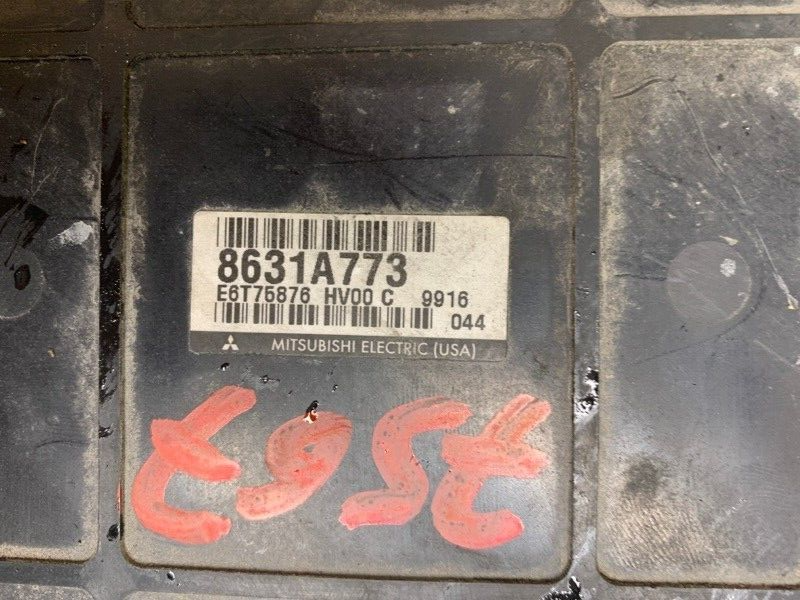 8631A773
E6T75876 HV00 C 9916
044
MITSUBISHI ELECTRIC (USA)